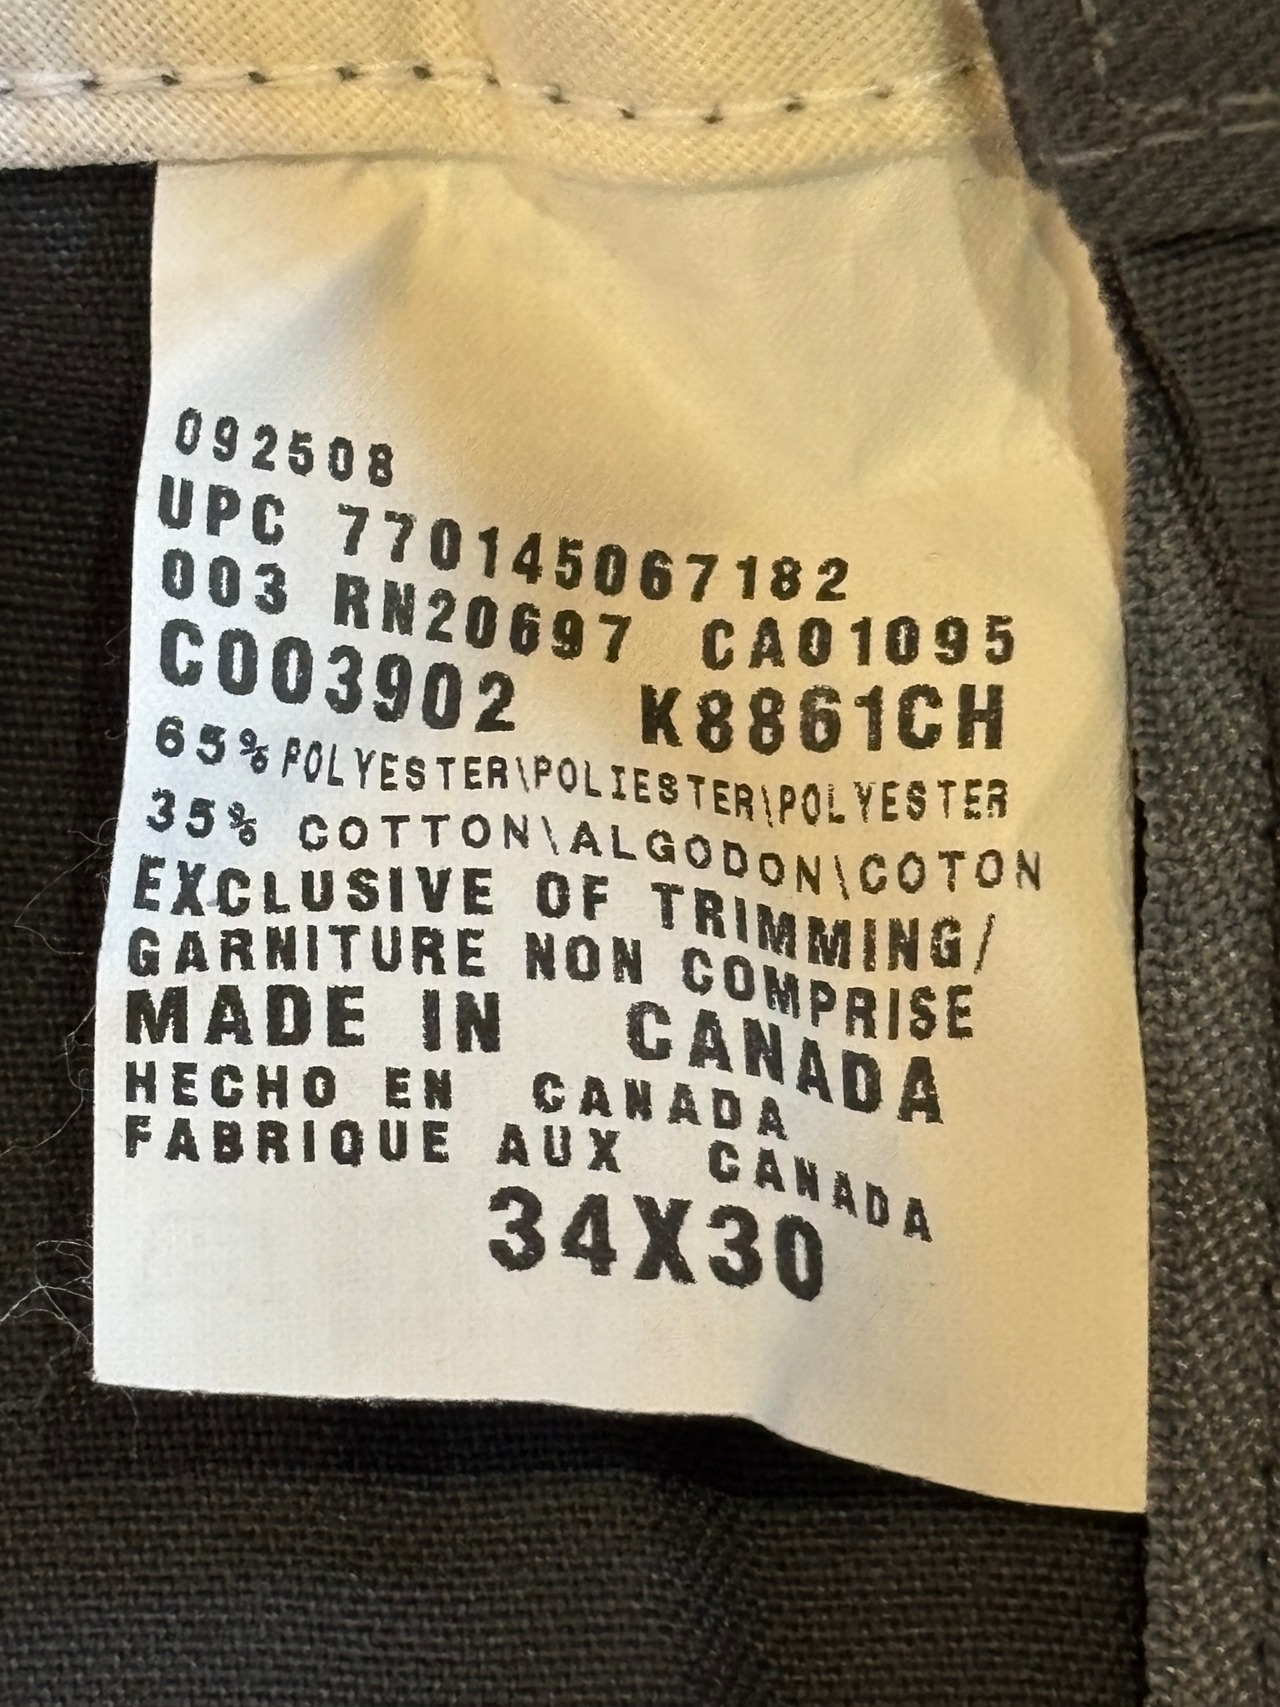 092508
UPC 770145067182
003 RN20697 CA01095
C003902 K8861CH
65% POLYESTER\POLIESTER\POLYESTER
35% COTTON\ALGODON\COTON
EXCLUSIVE OF TRIMMING/
GARNITURE NON COMPRISE
MADE IN CANADA
HECHO EN CANADA
FABRIQUE AUX CANADA
34X30